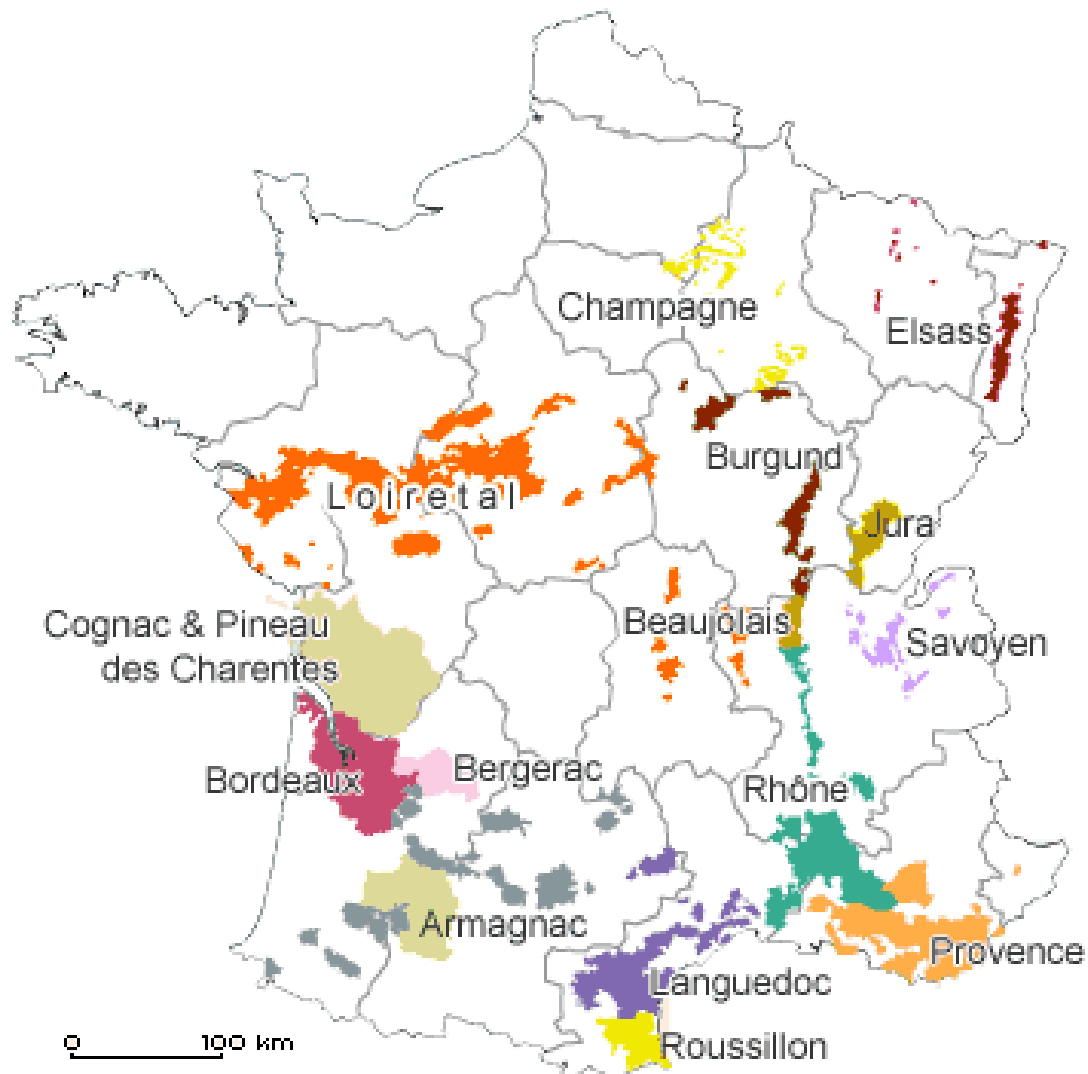 Champagne
Elsass
Burgund
Loiretal
Jura
Cognac & Pineau
des Charentes
Beaujolais
Savoyen
Bordeaux
Bergerac
Rhône
Armagnac
Provence
Languedoc
Roussillon
0 100 km